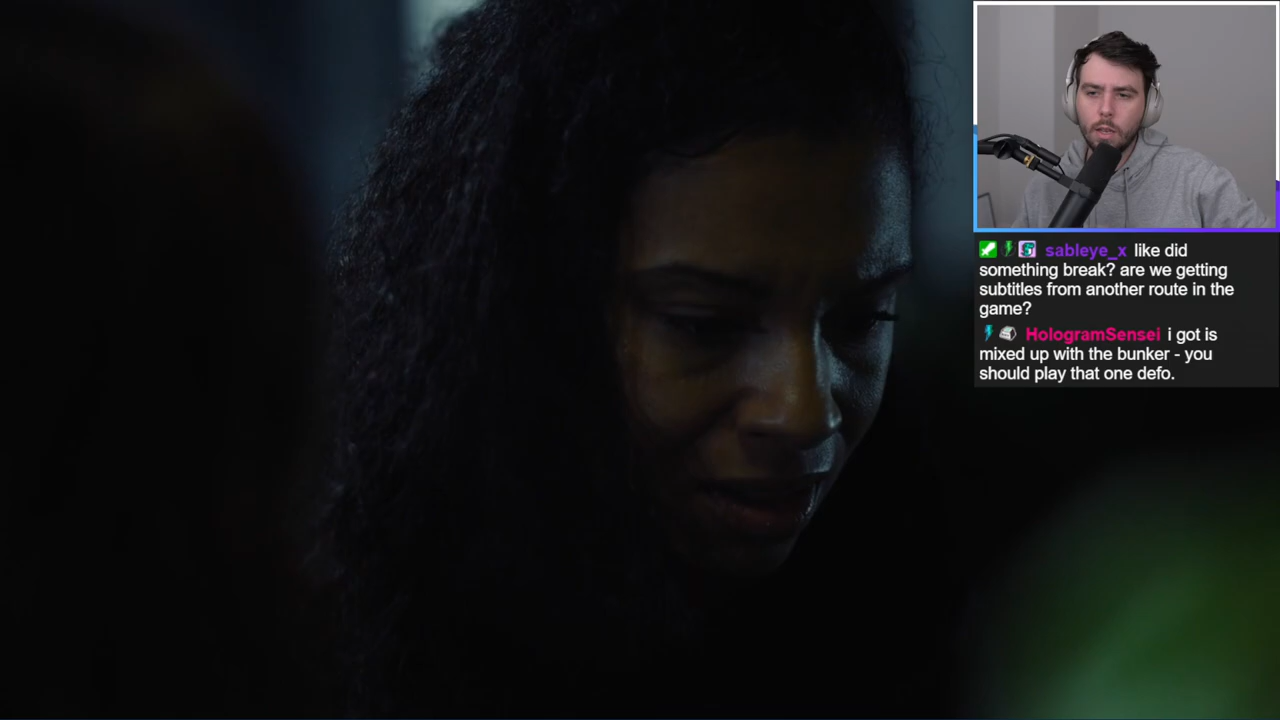 sableye_x like did
something break? are we getting
subtitles from another route in the
game?
HologramSensei i got is
mixed up with the bunker - you
should play that one defo.